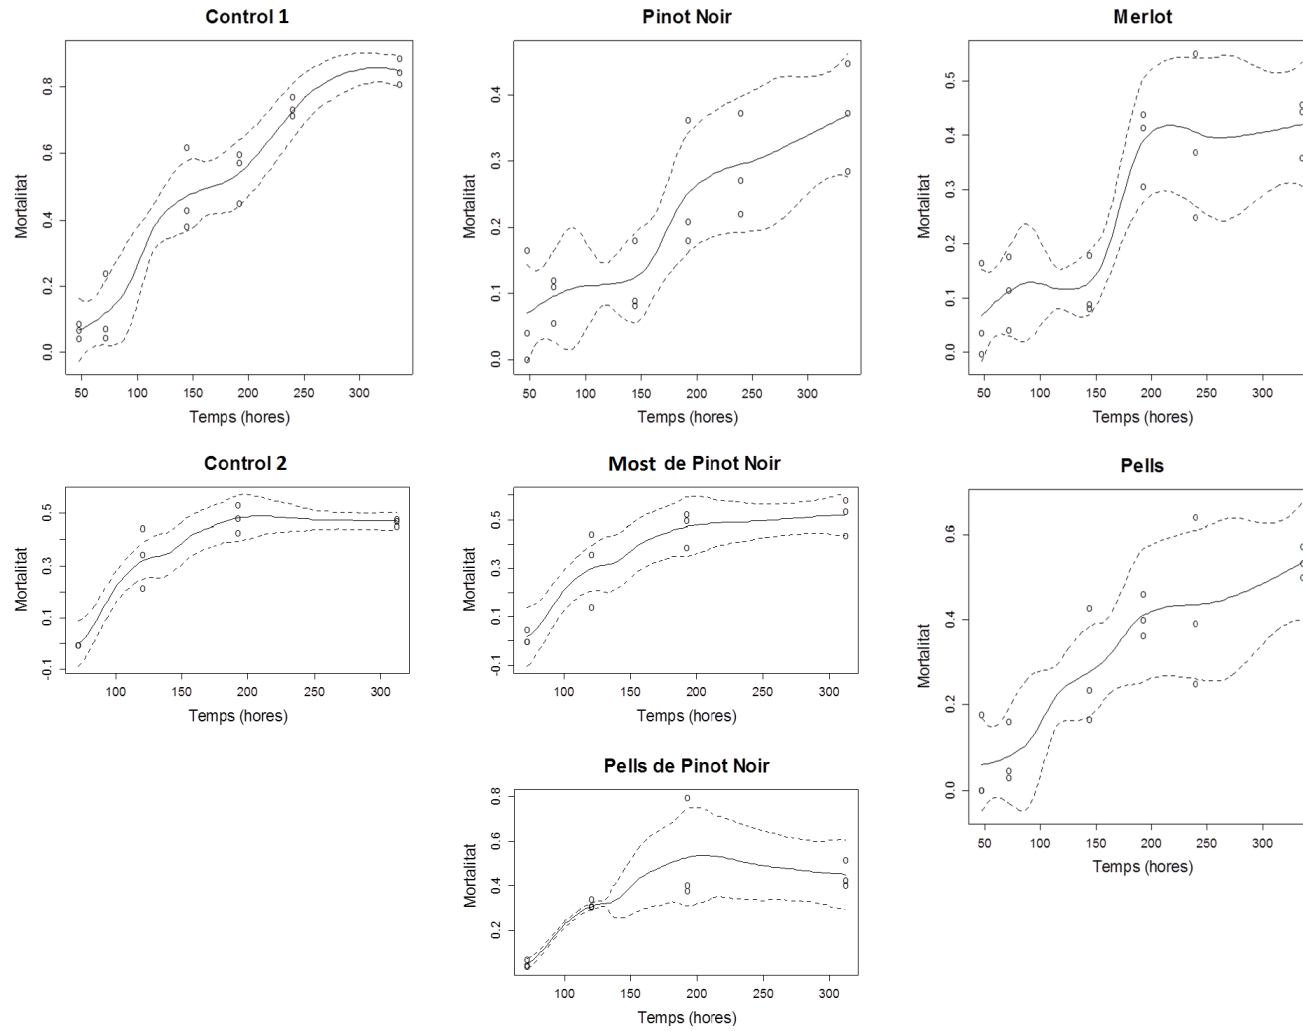 Control 1
Mortalitat
0.0 0.2 0.4 0.6 0.8
50 100 150 200 250 300
Temps (hores)
Pinot Noir
Mortalitat
0.0 0.1 0.2 0.3 0.4
50 100 150 200 250 300
Temps (hores)
Merlot
Mortalitat
0.0 0.1 0.2 0.3 0.4 0.5
50 100 150 200 250 300
Temps (hores)
Control 2
Mortalitat
-0.1 0.1 0.3 0.5
100 150 200 250 300
Temps (hores)
Most de Pinot Noir
Mortalitat
-0.1 0.1 0.3 0.5
100 150 200 250 300
Temps (hores)
Pells
Mortalitat
0.0 0.2 0.4 0.6
50 100 150 200 250 300
Temps (hores)
Pells de Pinot Noir
Mortalitat
0.2 0.4 0.6 0.8
100 150 200 250 300
Temps (hores)